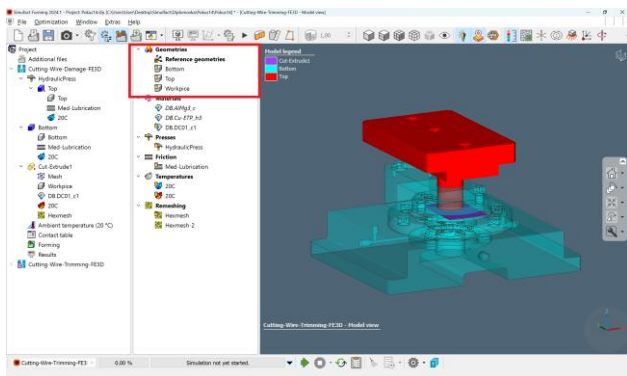 File Optimization Window Extras Help
Project
Additional files
Cutting-Wire-Damage-FE3D
HydraulicPress
Top
Top
Med-Lubrication
20C
Bottom
Bottom
Med-Lubrication
20C
Cut-Extrude1
Mesh
Workpice
DB.DC01_c1
20C
Hexmesh
Ambient temperature (20 °C)
Contact table
Forming
Results
Cutting-Wire-Trimming-FE3D
Geometries
Reference geometries
Bottom
Top
Workpice
Materials
DB.AlMg3_c
DB.Cu-ETP_h3
DB.DC01_c1
Presses
HydraulicPress
Friction
Med-Lubrication
Temperatures
20C
20C
Remeshing
Hexmesh
Hexmesh-2
Model legend
Cut-Extrude1
Bottom
Top
Cutting-Wire-Trimming-FE3D - Model view
Cutting-Wire-Trimming-FE3 0.00 % Simulation not yet started.